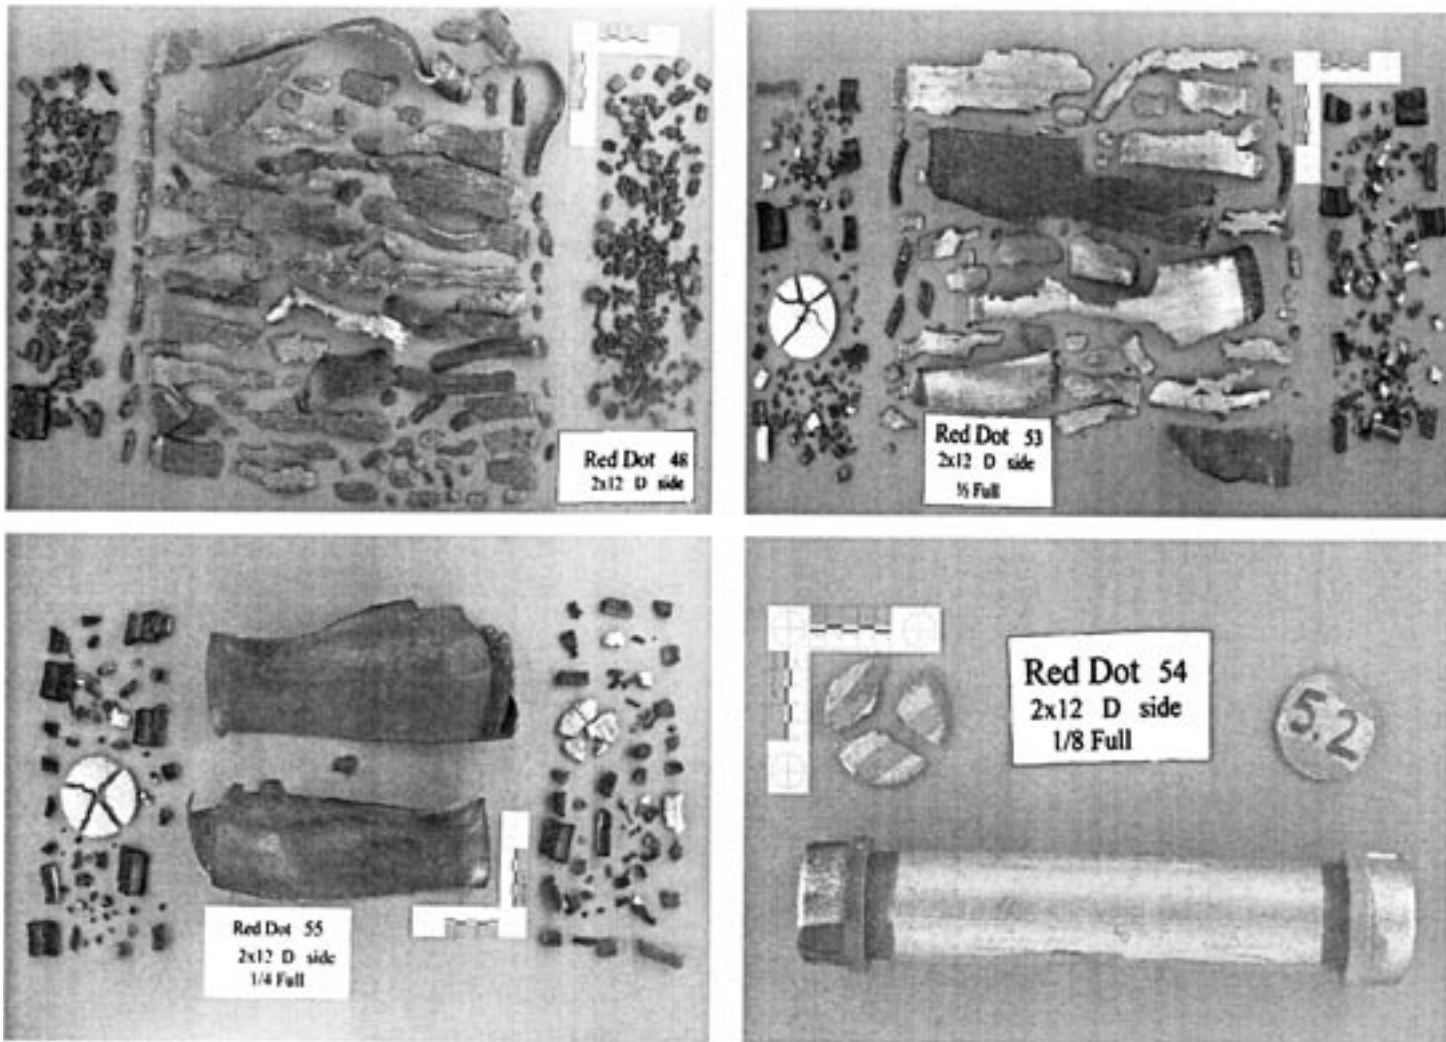 Red Dot 48
2x12 D side
Red Dot 53
2x12 D side
½ Full
Red Dot 55
2x12 D side
1/4 Full
Red Dot 54
2x12 D side
1/8 Full
5.2